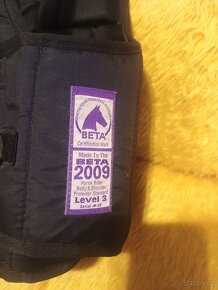 BETA
Certification Mark
Made To The
BETA
2009
Horse Rider
Body & Shoulder
Protector Standard
Level 3